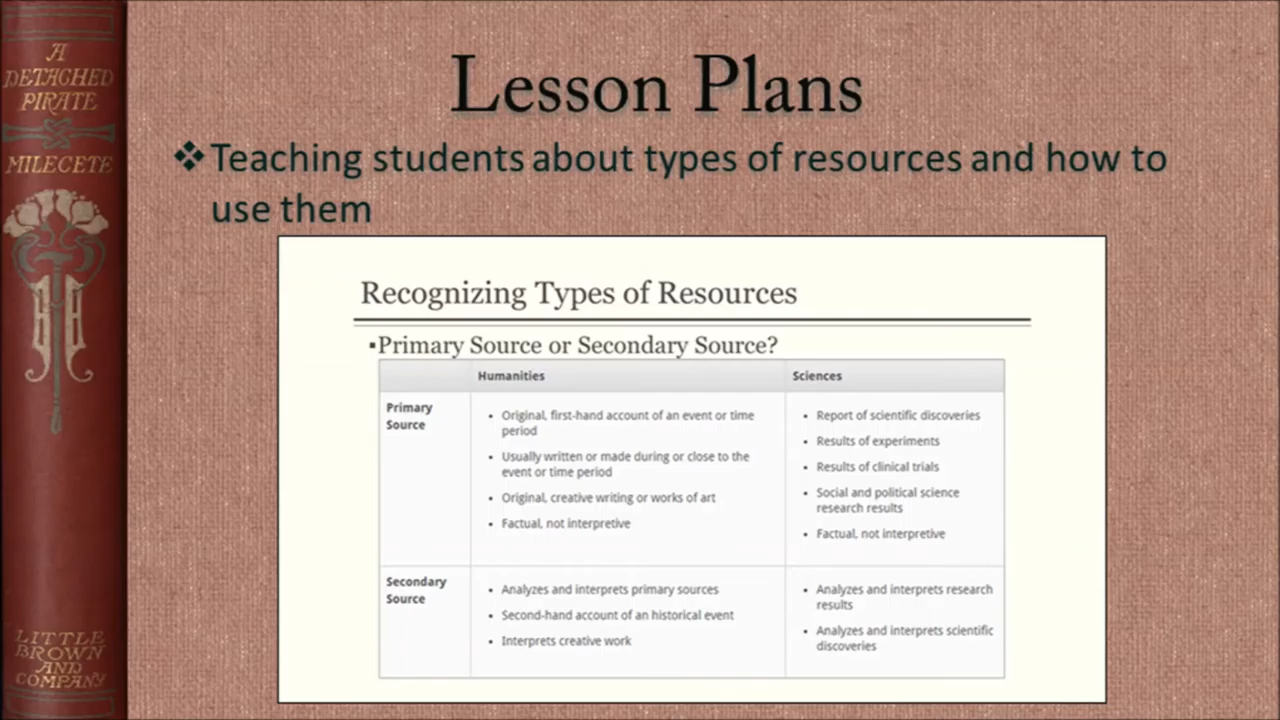 A
DETACHED
PIRATE
MILECETE
LITTLE
BROWN
AND
COMPANY
Lesson Plans
❖Teaching students about types of resources and how to
use them
Recognizing Types of Resources
▪Primary Source or Secondary Source?
Humanities
Sciences
Primary
Source
• Original, first-hand account of an event or time
period
• Usually written or made during or close to the
event or time period
• Original, creative writing or works of art
• Factual, not interpretive
• Report of scientific discoveries
• Results of experiments
• Results of clinical trials
• Social and political science
research results
• Factual, not interpretive
Secondary
Source
• Analyzes and interprets primary sources
• Second-hand account of an historical event
• Interprets creative work
• Analyzes and interprets research
results
• Analyzes and interprets scientific
discoveries